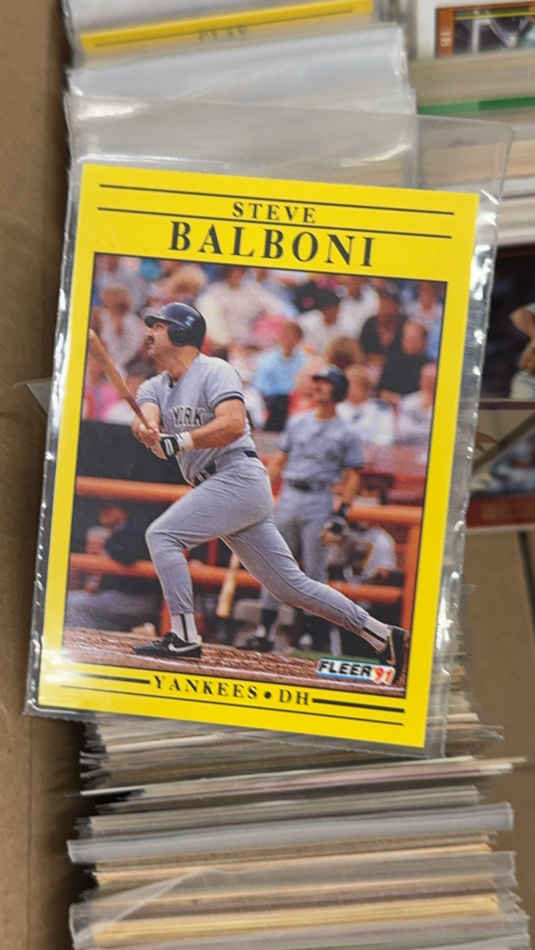 STEVE
BALBONI
YORK
FLEER 91
YANKEES • DH